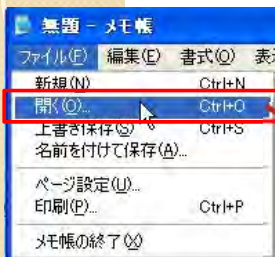 無題 - メモ帳
ファイル(F) 編集(E) 書式(O) 表
新規(N) Ctrl+N
開く(O)... Ctrl+O
上書き保存(S) Ctrl+S
名前を付けて保存(A)...
ページ設定(U)...
印刷(P)... Ctrl+P
メモ帳の終了(X)